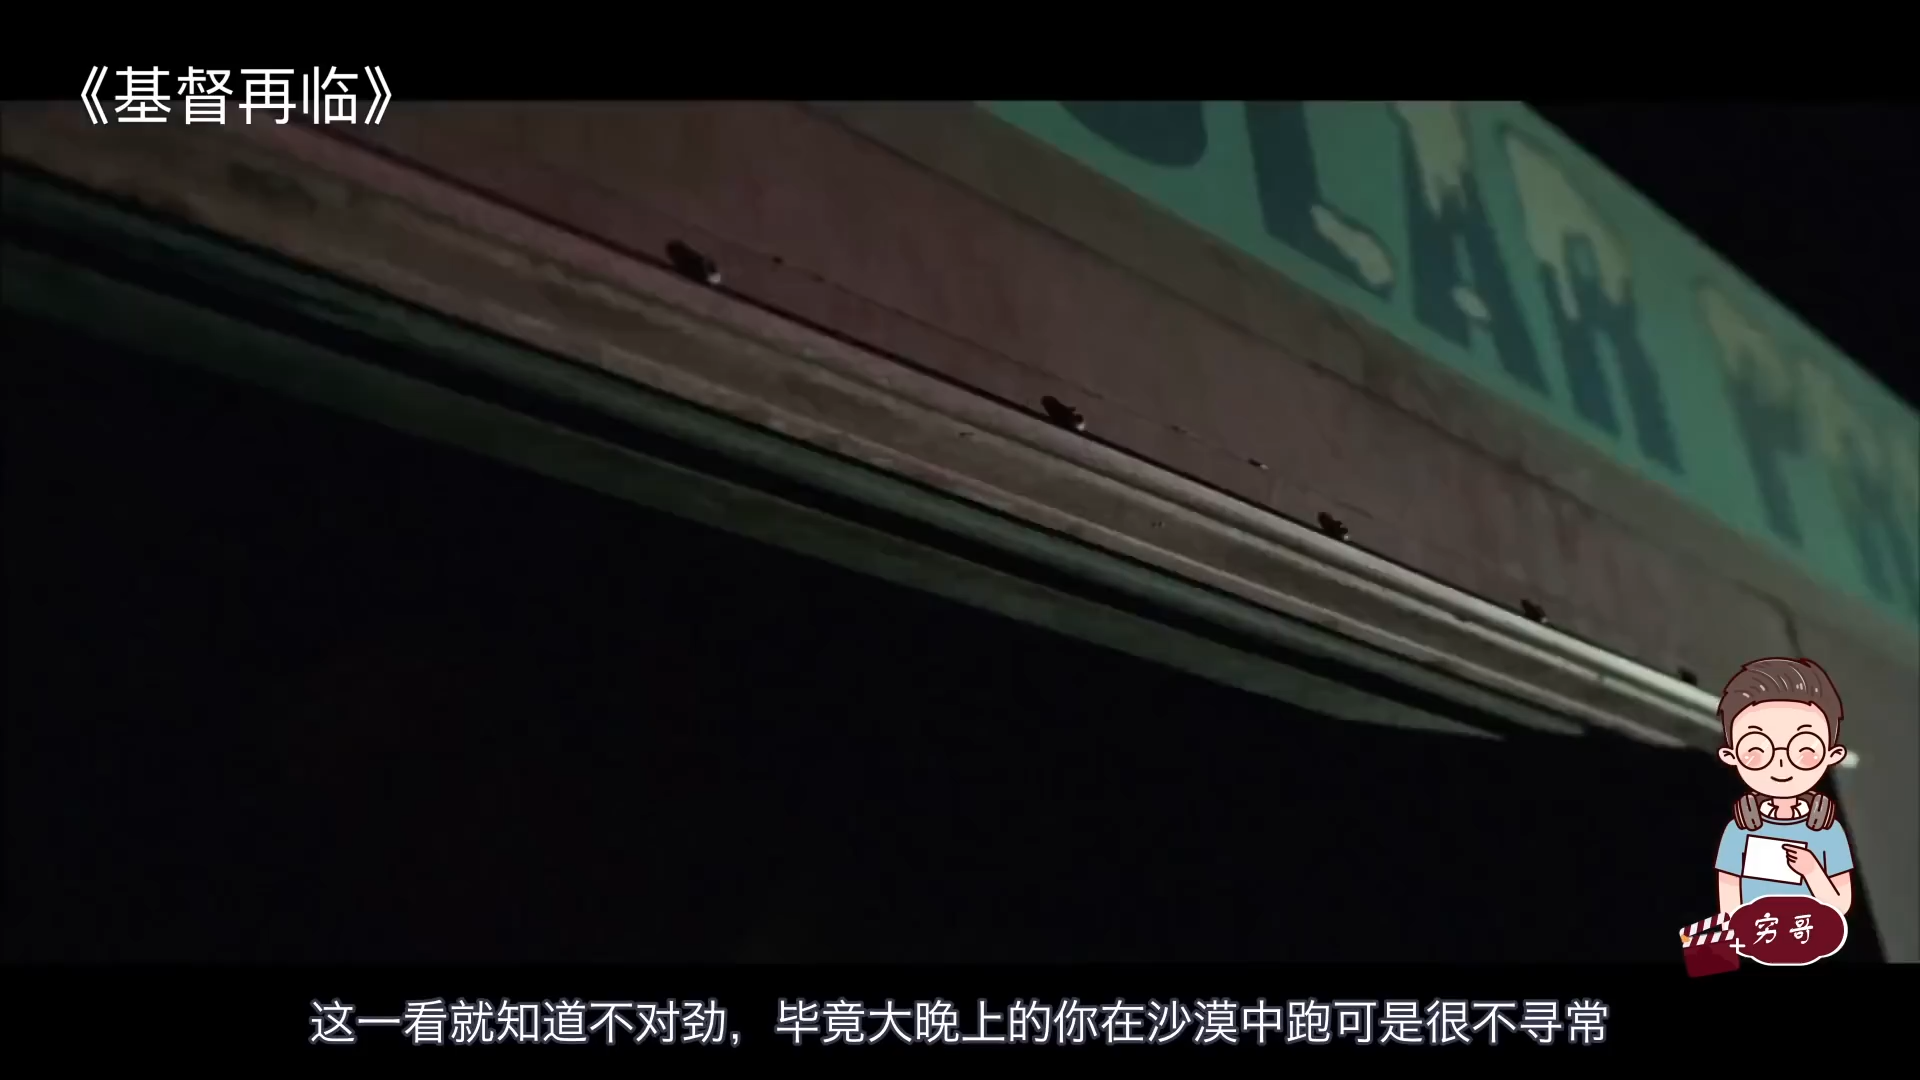 《基督再临》
穷哥
这一看就知道不对劲，毕竟大晚上的你在沙漠中跑可是很不寻常